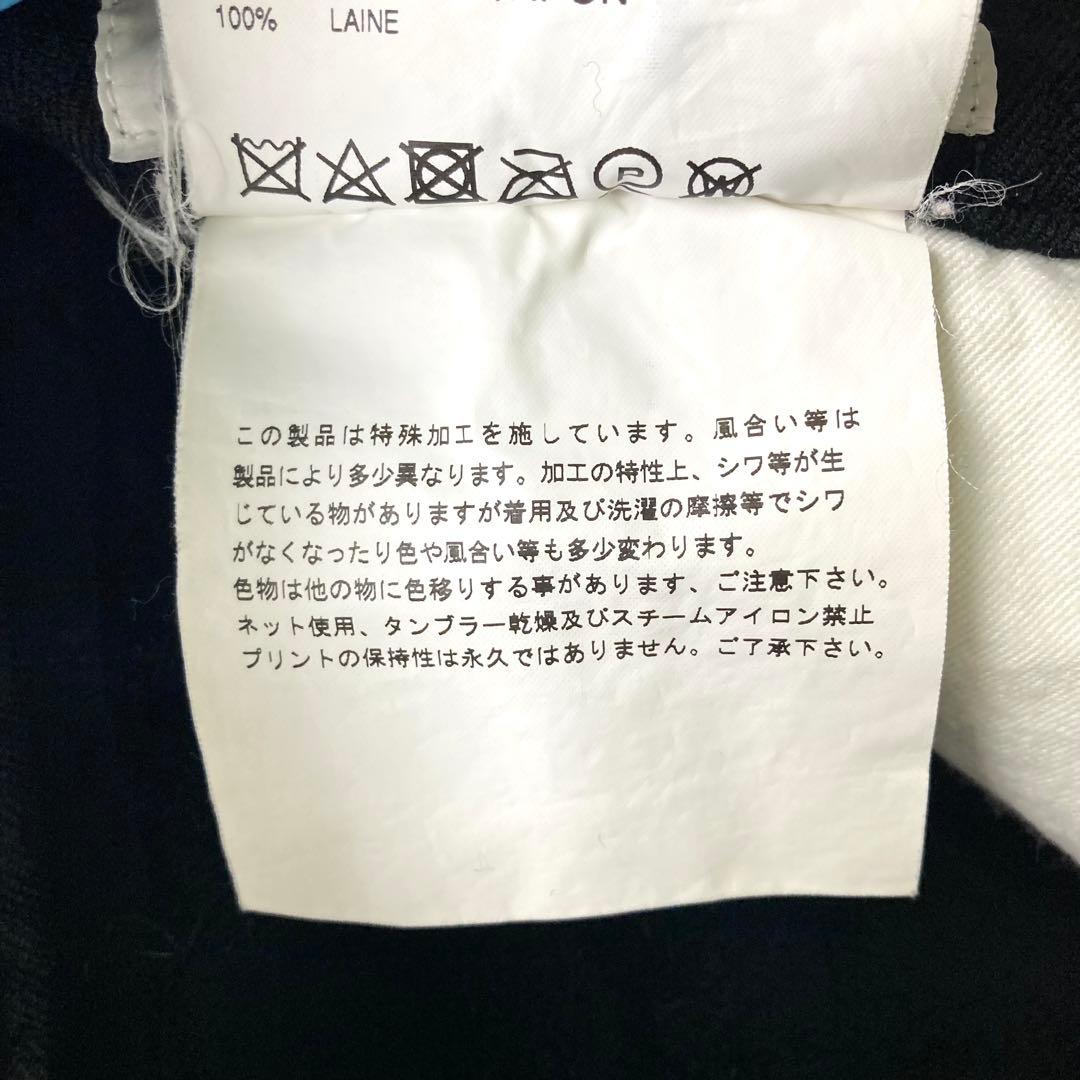 100% LAINE
この製品は特殊加工を施しています。風合い等は
製品により多少異なります。加工の特性上、シワ等が生
じている物がありますが着用及び洗濯の摩擦等でシワ
がなくなったり色や風合い等も多少変わります。
色物は他の物に色移りする事があります、ご注意下さい。
ネット使用、タンブラー乾燥及びスチームアイロン禁止
プリントの保持性は永久ではありません。ご了承下さい。